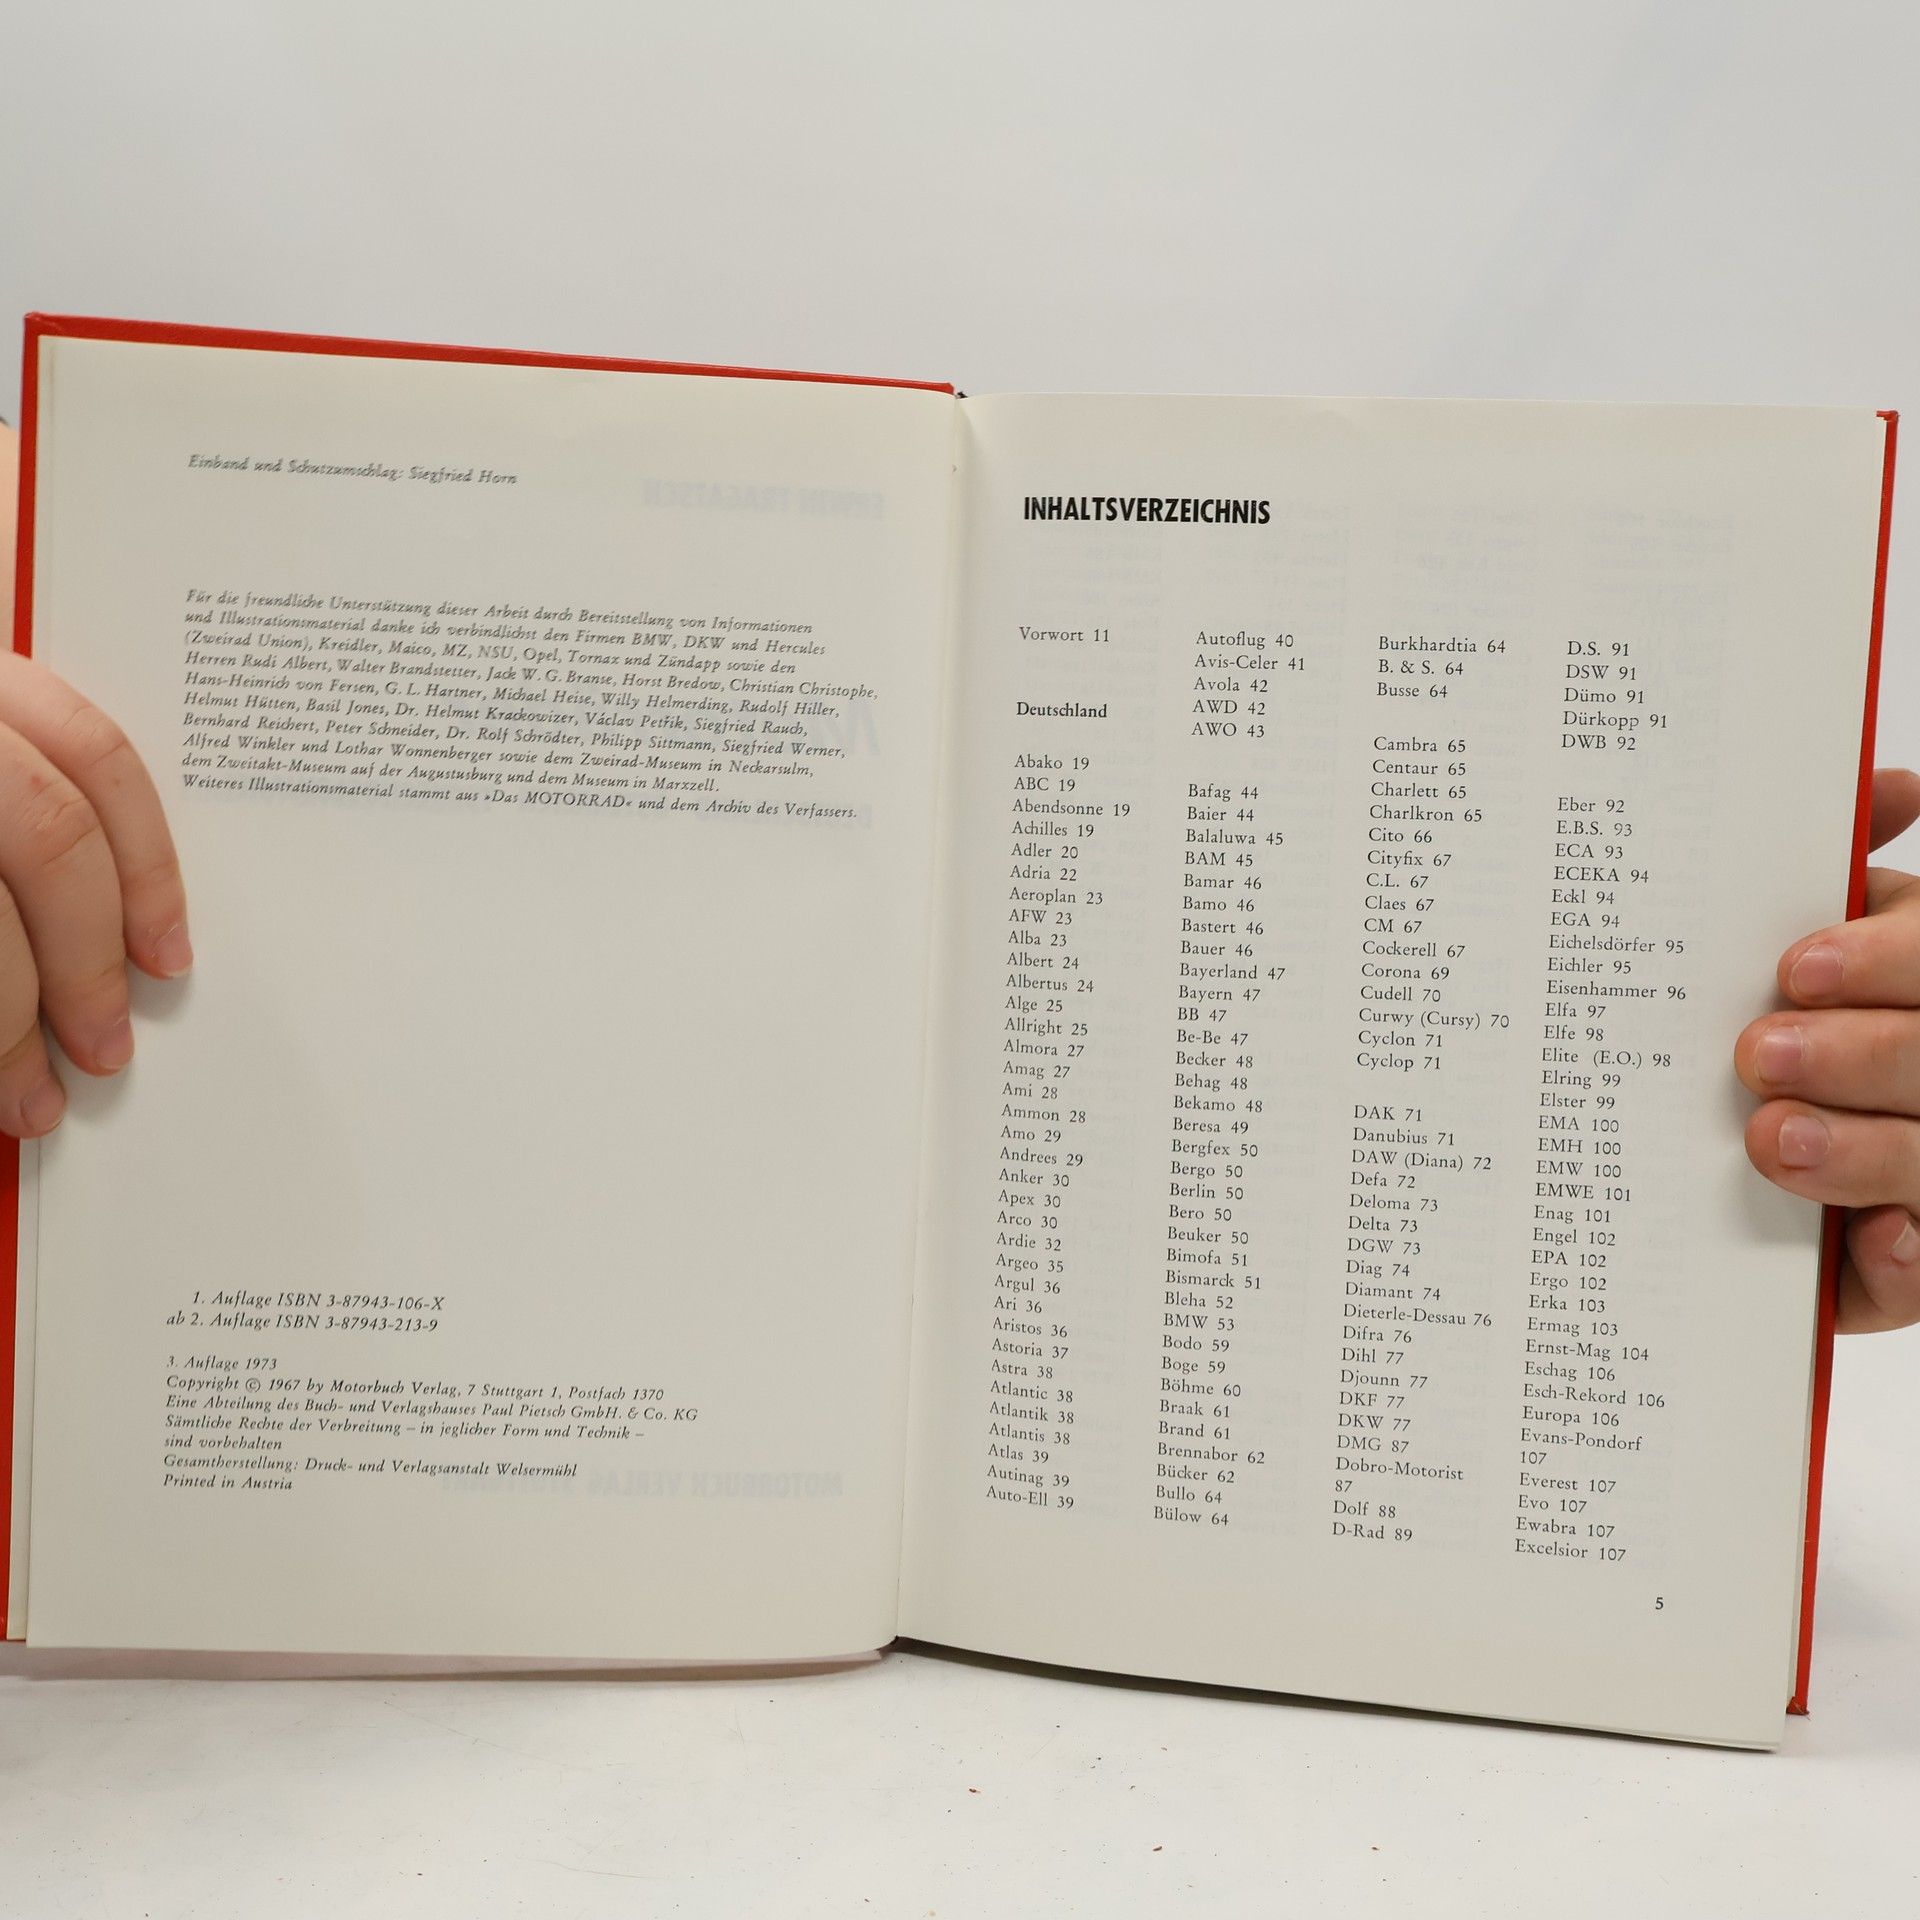 Einband und Schutzumschlag: Siegfried Horn
Für die freundliche Unterstützung dieser Arbeit durch Bereitstellung von Informationen
und Illustrationsmaterial danke ich verbindlichst den Firmen BMW, DKW und Hercules
(Zweirad Union), Kreidler, Maico, MZ, NSU, Opel, Tornax und Zündapp sowie den
Herren Rudi Albert, Walter Brandstetter, Jack W. G. Branse, Horst Bredow, Christian Christophe,
Hans-Heinrich von Fersen, G. L. Hartner, Michael Heise, Willy Helmerding, Rudolf Hiller,
Helmut Hütten, Basil Jones, Dr. Helmut Krackowizer, Václav Petřik, Siegfried Rauch,
Bernhard Reichert, Peter Schneider, Dr. Rolf Schrödter, Philipp Sittmann, Siegfried Werner,
Alfred Winkler und Lothar Wonnenberger sowie dem Zweirad-Museum in Neckarsulm,
dem Zweitakt-Museum auf der Augustusburg und dem Museum in Marxzell.
Weiteres Illustrationsmaterial stammt aus »Das MOTORRAD« und dem Archiv des Verfassers.
1. Auflage ISBN 3-87943-106-X
ab 2. Auflage ISBN 3-87943-213-9
3. Auflage 1973
Copyright © 1967 by Motorbuch Verlag, 7 Stuttgart 1, Postfach 1370
Eine Abteilung des Buch- und Verlagshauses Paul Pietsch GmbH. & Co. KG
Sämtliche Rechte der Verbreitung – in jeglicher Form und Technik –
sind vorbehalten
Gesamtherstellung: Druck- und Verlagsanstalt Welsermühl
Printed in Austria
INHALTSVERZEICHNIS
Vorwort 11
Deutschland
Abako 19
ABC 19
Abendsonne 19
Achilles 19
Adler 20
Adria 22
Aeroplan 23
AFW 23
Alba 23
Albert 24
Albertus 24
Alge 25
Allright 25
Almora 27
Amag 27
Ami 28
Ammon 28
Amo 29
Andrees 29
Anker 30
Apex 30
Arco 30
Ardie 32
Argeo 35
Argul 36
Ari 36
Aristos 36
Astoria 37
Astra 38
Atlantic 38
Atlantik 38
Atlantis 38
Atlas 39
Autinag 39
Auto-Ell 39
Autoflug 40
Avis-Celer 41
Avola 42
AWD 42
AWO 43
Bafag 44
Baier 44
Balaluwa 45
BAM 45
Bamar 46
Bamo 46
Bastert 46
Bauer 46
Bayerland 47
Bayern 47
BB 47
Be-Be 47
Becker 48
Behag 48
Bekamo 48
Beresa 49
Bergfex 50
Bergo 50
Berlin 50
Bero 50
Beuker 50
Bimofa 51
Bismarck 51
Bleha 52
BMW 53
Bodo 59
Boge 59
Böhme 60
Braak 61
Brand 61
Brennabor 62
Bücker 62
Bullo 64
Bülow 64
Burkhardtia 64
B. & S. 64
Busse 64
Cambra 65
Centaur 65
Charlett 65
Charlkron 65
Cito 66
Cityfix 67
C.L. 67
Claes 67
CM 67
Cockerell 67
Corona 69
Cudell 70
Curwy (Cursy) 70
Cyclon 71
Cyclop 71
DAK 71
Danubius 71
DAW (Diana) 72
Defa 72
Deloma 73
Delta 73
DGW 73
Diag 74
Diamant 74
Dieterle-Dessau 76
Difra 76
Dihl 77
Djounn 77
DKF 77
DKW 77
DMG 87
Dobro-Motorist
87
Dolf 88
D-Rad 89
D.S. 91
DSW 91
Dümo 91
Dürkopp 91
DWB 92
Eber 92
E.B.S. 93
ECA 93
ECEKA 94
Eckl 94
EGA 94
Eichelsdörfer 95
Eichler 95
Eisenhammer 96
Elfa 97
Elfe 98
Elite (E.O.) 98
Elring 99
Elster 99
EMA 100
EMH 100
EMW 100
EMWE 101
Enag 101
Engel 102
EPA 102
Ergo 102
Erka 103
Ermag 103
Ernst-Mag 104
Eschag 106
Esch-Rekord 106
Europa 106
Evans-Pondorf
107
Everest 107
Evo 107
Ewabra 107
Excelsior 107
5